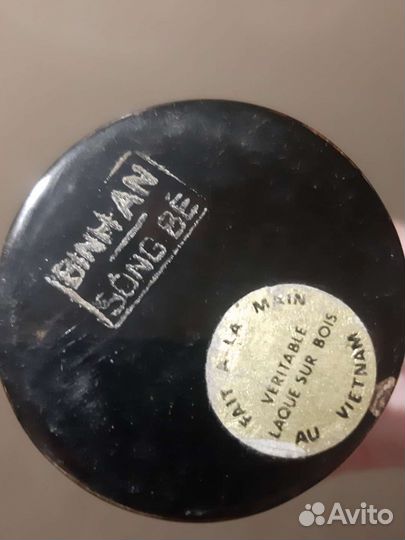 BINH AN
SÔNG BÉ
FAIT A LA MAIN
VERITABLE
LAQUE SUR BOIS
AU VIETNAM
Avito